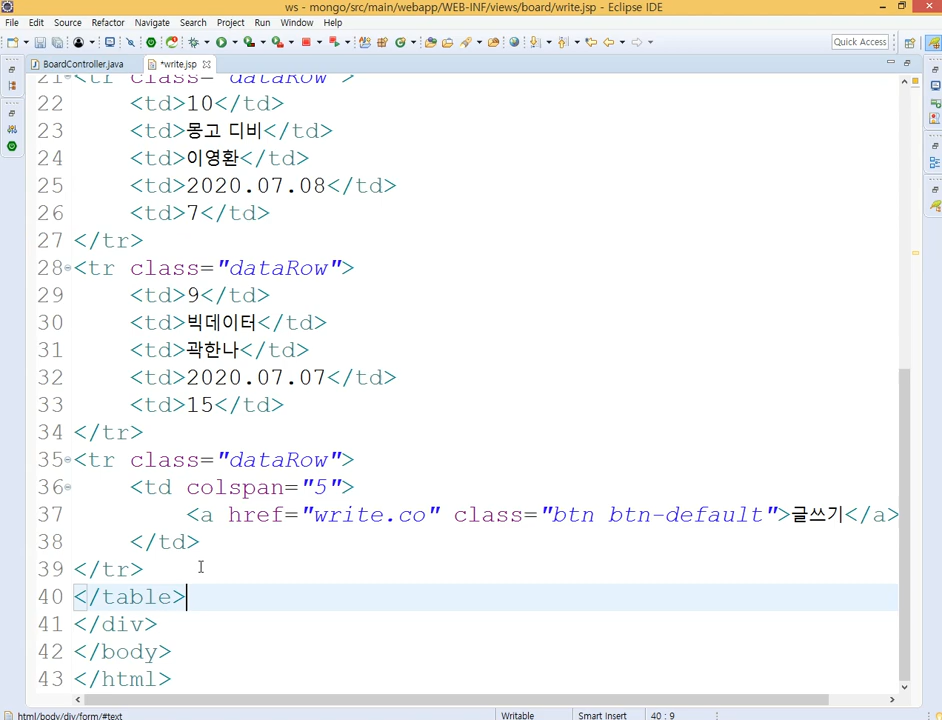 ws - mongo/src/main/webapp/WEB-INF/views/board/write.jsp - Eclipse IDE
File Edit Source Refactor Navigate Search Project Run Window Help
Quick Access
BoardController.java *write.jsp
21 <tr class="dataRow">
22 <td>10</td>
23 <td>몽고 디비</td>
24 <td>이영환</td>
25 <td>2020.07.08</td>
26 <td>7</td>
27 </tr>
28 <tr class="dataRow">
29 <td>9</td>
30 <td>빅데이터</td>
31 <td>곽한나</td>
32 <td>2020.07.07</td>
33 <td>15</td>
34 </tr>
35 <tr class="dataRow">
36 <td colspan="5">
37 <a href="write.co" class="btn btn-default">글쓰기</a>
38 </td>
39 </tr>
40 </table>
41 </div>
42 </body>
43 </html>
html/body/div/form/#text Writable Smart Insert 40 : 9